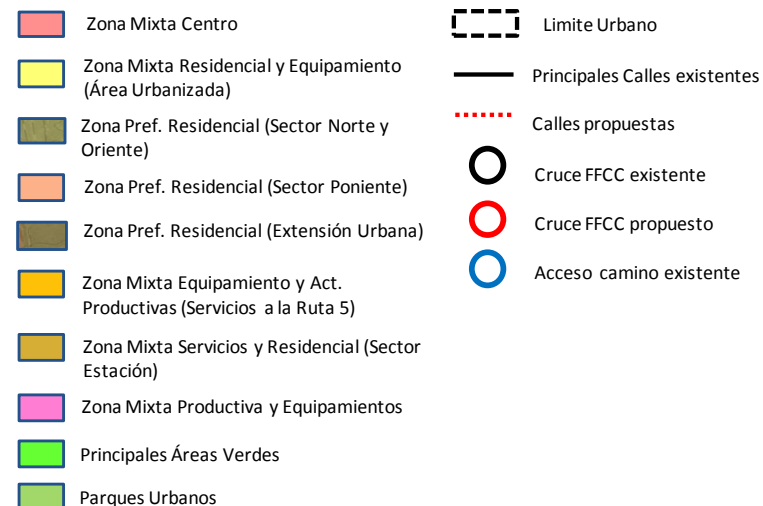 Zona Mixta Centro
Zona Mixta Residencial y Equipamiento
(Área Urbanizada)
Zona Pref. Residencial (Sector Norte y
Oriente)
Zona Pref. Residencial (Sector Poniente)
Zona Pref. Residencial (Extensión Urbana)
Zona Mixta Equipamiento y Act.
Productivas (Servicios a la Ruta 5)
Zona Mixta Servicios y Residencial (Sector
Estación)
Zona Mixta Productiva y Equipamientos
Principales Áreas Verdes
Parques Urbanos
Limite Urbano
Principales Calles existentes
Calles propuestas
Cruce FFCC existente
Cruce FFCC propuesto
Acceso camino existente